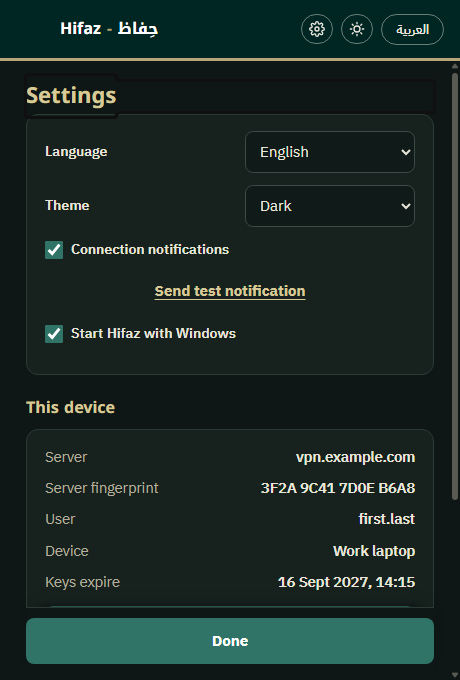 Hifaz - حِفاظ
العربية
Settings
Language
English
Theme
Dark
Connection notifications
Send test notification
Start Hifaz with Windows
This device
Server vpn.example.com
Server fingerprint 3F2A 9C41 7D0E B6A8
User first.last
Device Work laptop
Keys expire 16 Sept 2027, 14:15
Done